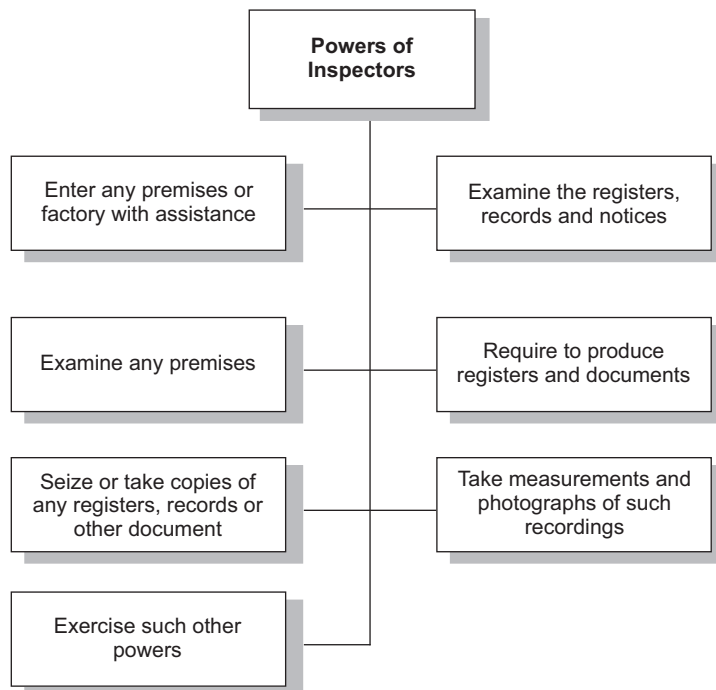 Powers of
Inspectors
Enter any premises or
factory with assistance
Examine the registers,
records and notices
Examine any premises
Require to produce
registers and documents
Seize or take copies of
any registers, records or
other document
Take measurements and
photographs of such
recordings
Exercise such other
powers